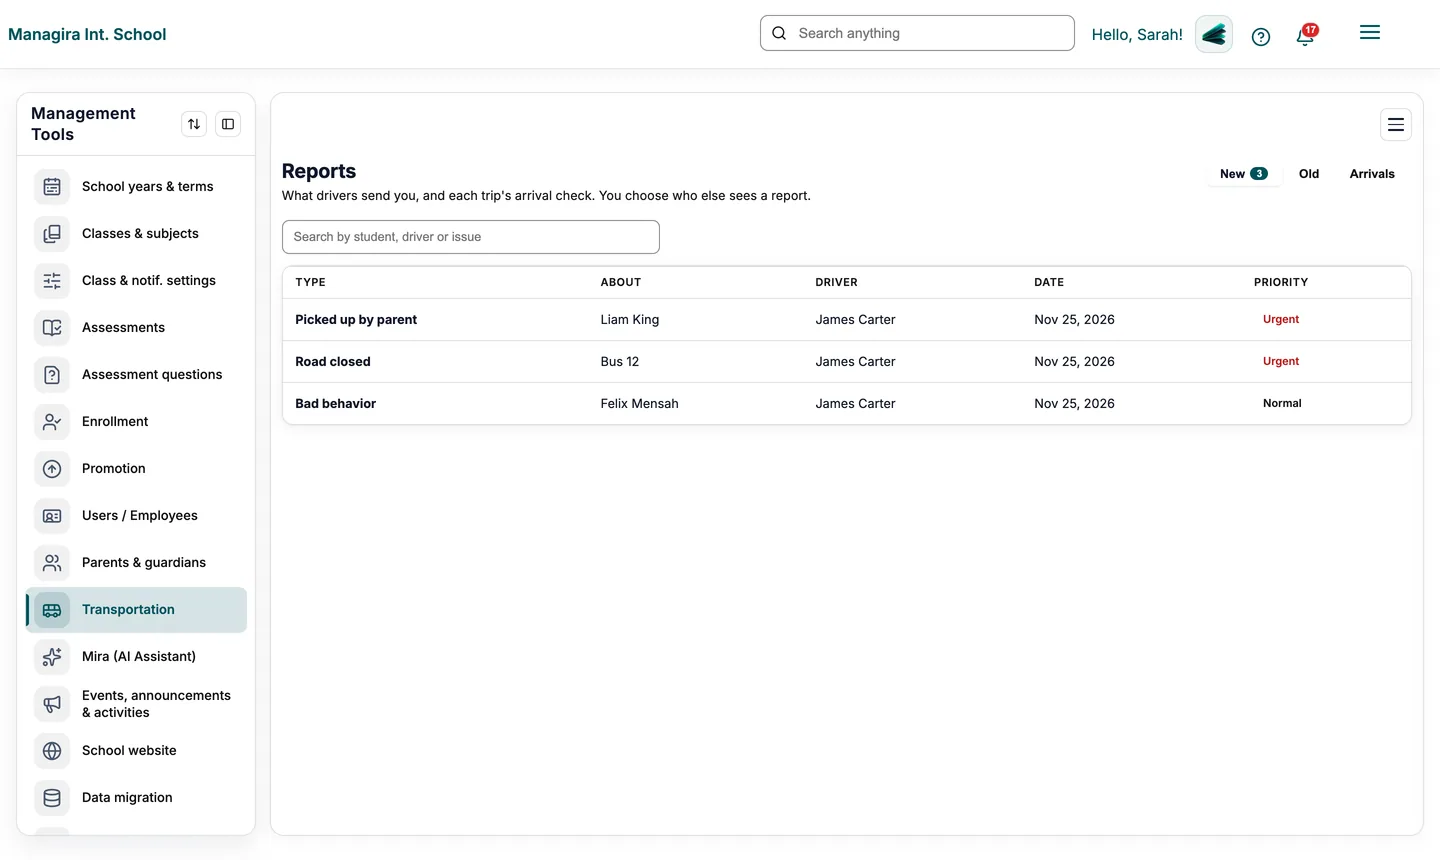 Managira Int. School
Search anything
Hello, Sarah!
17
Management
Tools
School years & terms
Classes & subjects
Class & notif. settings
Assessments
Assessment questions
Enrollment
Promotion
Users / Employees
Parents & guardians
Transportation
Mira (AI Assistant)
Events, announcements
& activities
School website
Data migration
Reports
What drivers send you, and each trip's arrival check. You choose who else sees a report.
New 3 Old Arrivals
Search by student, driver or issue
TYPE ABOUT DRIVER DATE PRIORITY
Picked up by parent Liam King James Carter Nov 25, 2026 Urgent
Road closed Bus 12 James Carter Nov 25, 2026 Urgent
Bad behavior Felix Mensah James Carter Nov 25, 2026 Normal